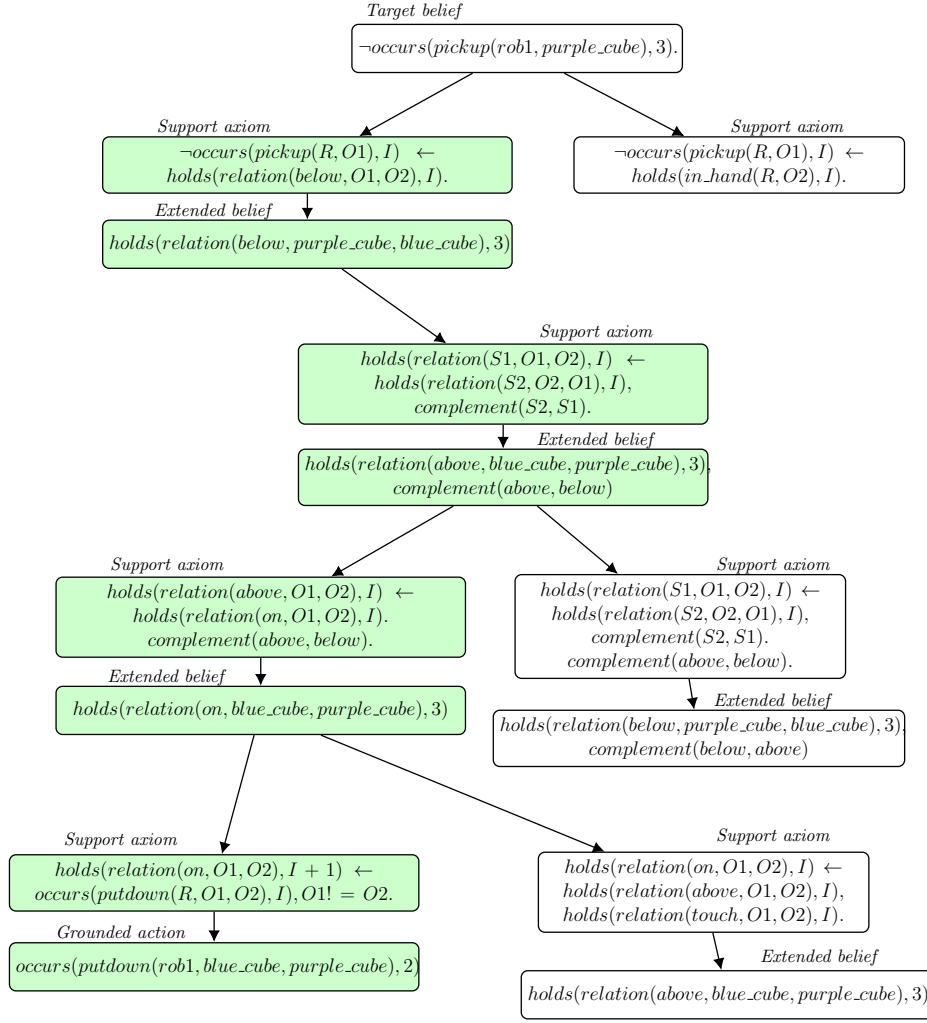 Target belief
¬occurs(pickup(rob1, purple_cube), 3).
Support axiom
¬occurs(pickup(R, O1), I) ←
holds(relation(below, O1, O2), I).
Support axiom
¬occurs(pickup(R, O1), I) ←
holds(in_hand(R, O2), I).
Extended belief
holds(relation(below, purple_cube, blue_cube), 3)
Support axiom
holds(relation(S1, O1, O2), I) ←
holds(relation(S2, O2, O1), I),
complement(S2, S1).
Extended belief
holds(relation(above, blue_cube, purple_cube), 3),
complement(above, below)
Support axiom
holds(relation(above, O1, O2), I) ←
holds(relation(on, O1, O2), I).
complement(above, below).
Support axiom
holds(relation(S1, O1, O2), I) ←
holds(relation(S2, O2, O1), I),
complement(S2, S1).
complement(above, below).
Extended belief
holds(relation(on, blue_cube, purple_cube), 3)
Extended belief
holds(relation(below, purple_cube, blue_cube), 3),
complement(below, above)
Support axiom
holds(relation(on, O1, O2), I + 1) ←
occurs(putdown(R, O1, O2), I), O1! = O2.
Support axiom
holds(relation(on, O1, O2), I) ←
holds(relation(above, O1, O2), I),
holds(relation(touch, O1, O2), I).
Grounded action
occurs(putdown(rob1, blue_cube, purple_cube), 2)
Extended belief
holds(relation(above, blue_cube, purple_cube), 3)